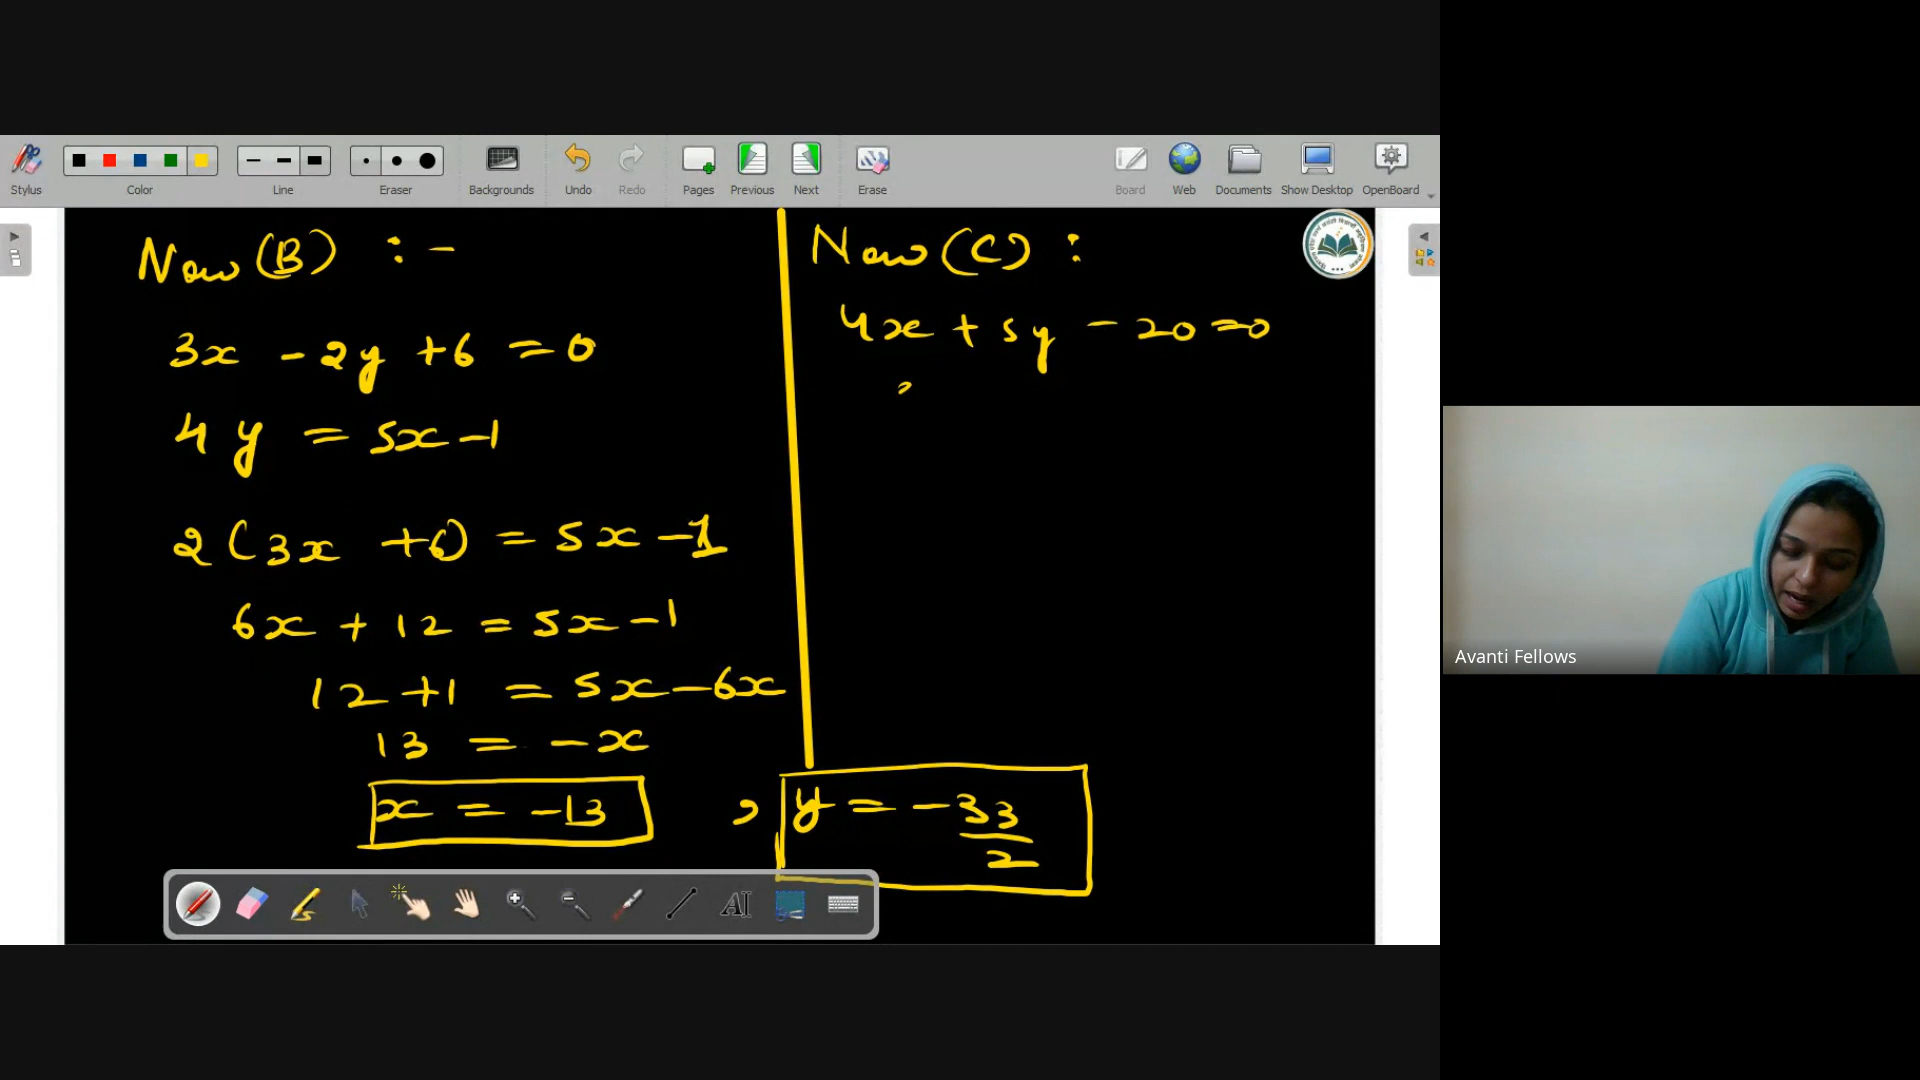 Stylus
Color
Line
Eraser
Backgrounds
Undo
Redo
Pages
Previous
Next
Erase
Board
Web
Documents
Show Desktop
OpenBoard
Now (B) :-
3x - 2y + 6 = 0
4y = 5x - 1
2(3x + 6) = 5x - 1
6x + 12 = 5x - 1
12 + 1 = 5x - 6x
13 = -x
x = -13 , y = -33/2
Now (C) :
4x + 5y - 20 = 0
AI
Avanti Fellows